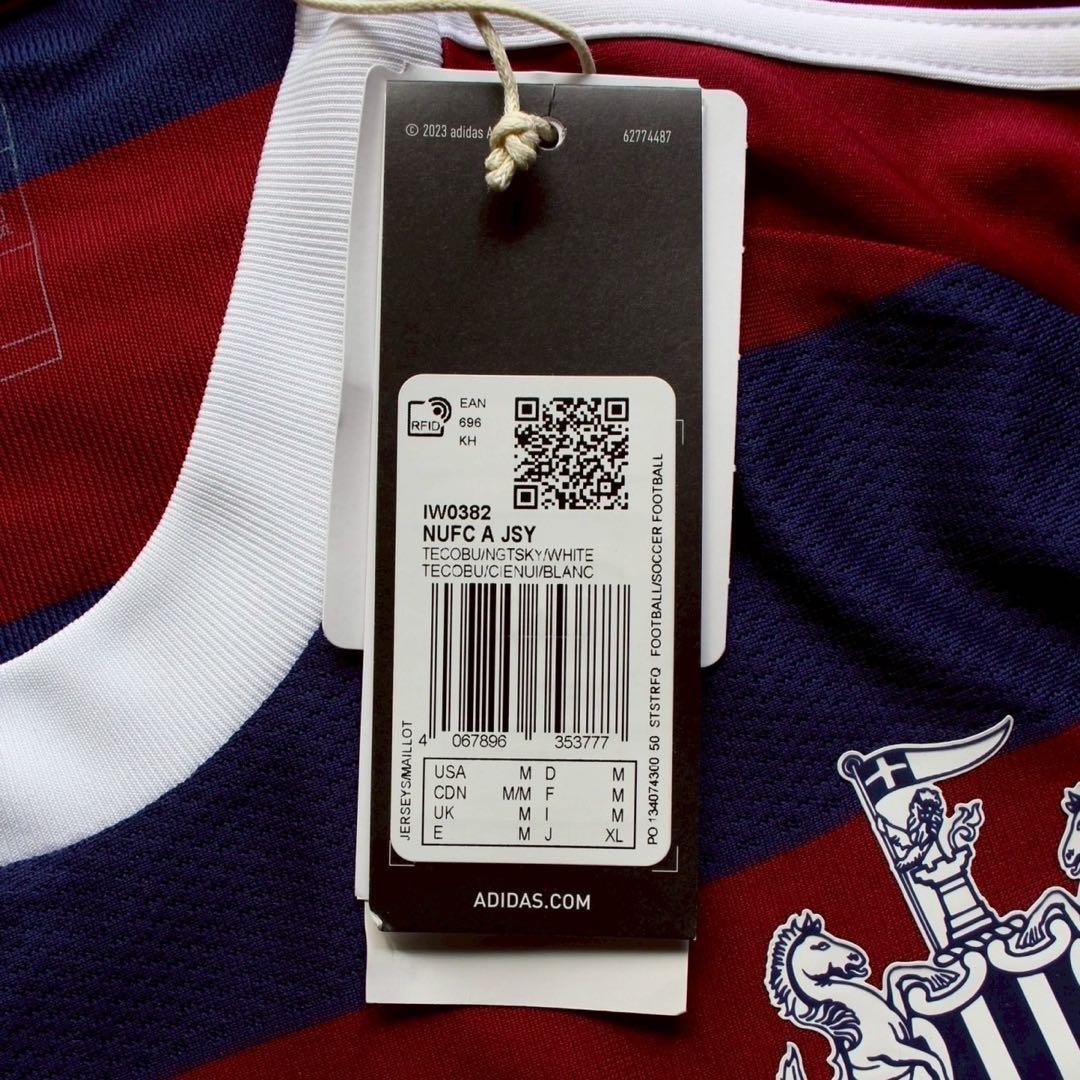 © 2023 adidas A
62774487
RFID
EAN
696
KH
IW0382
NUFC A JSY
TECOBU/NGTSKY/WHITE
TECOBU/CIENUI/BLANC
4 067896 353777
USA M D M
CDN M/M F M
UK M I M
E M J XL
JERSEYS/MAILLOT
PO 134074300 50 STSTRFQ FOOTBALL/SOCCER FOOTBALL
ADIDAS.COM